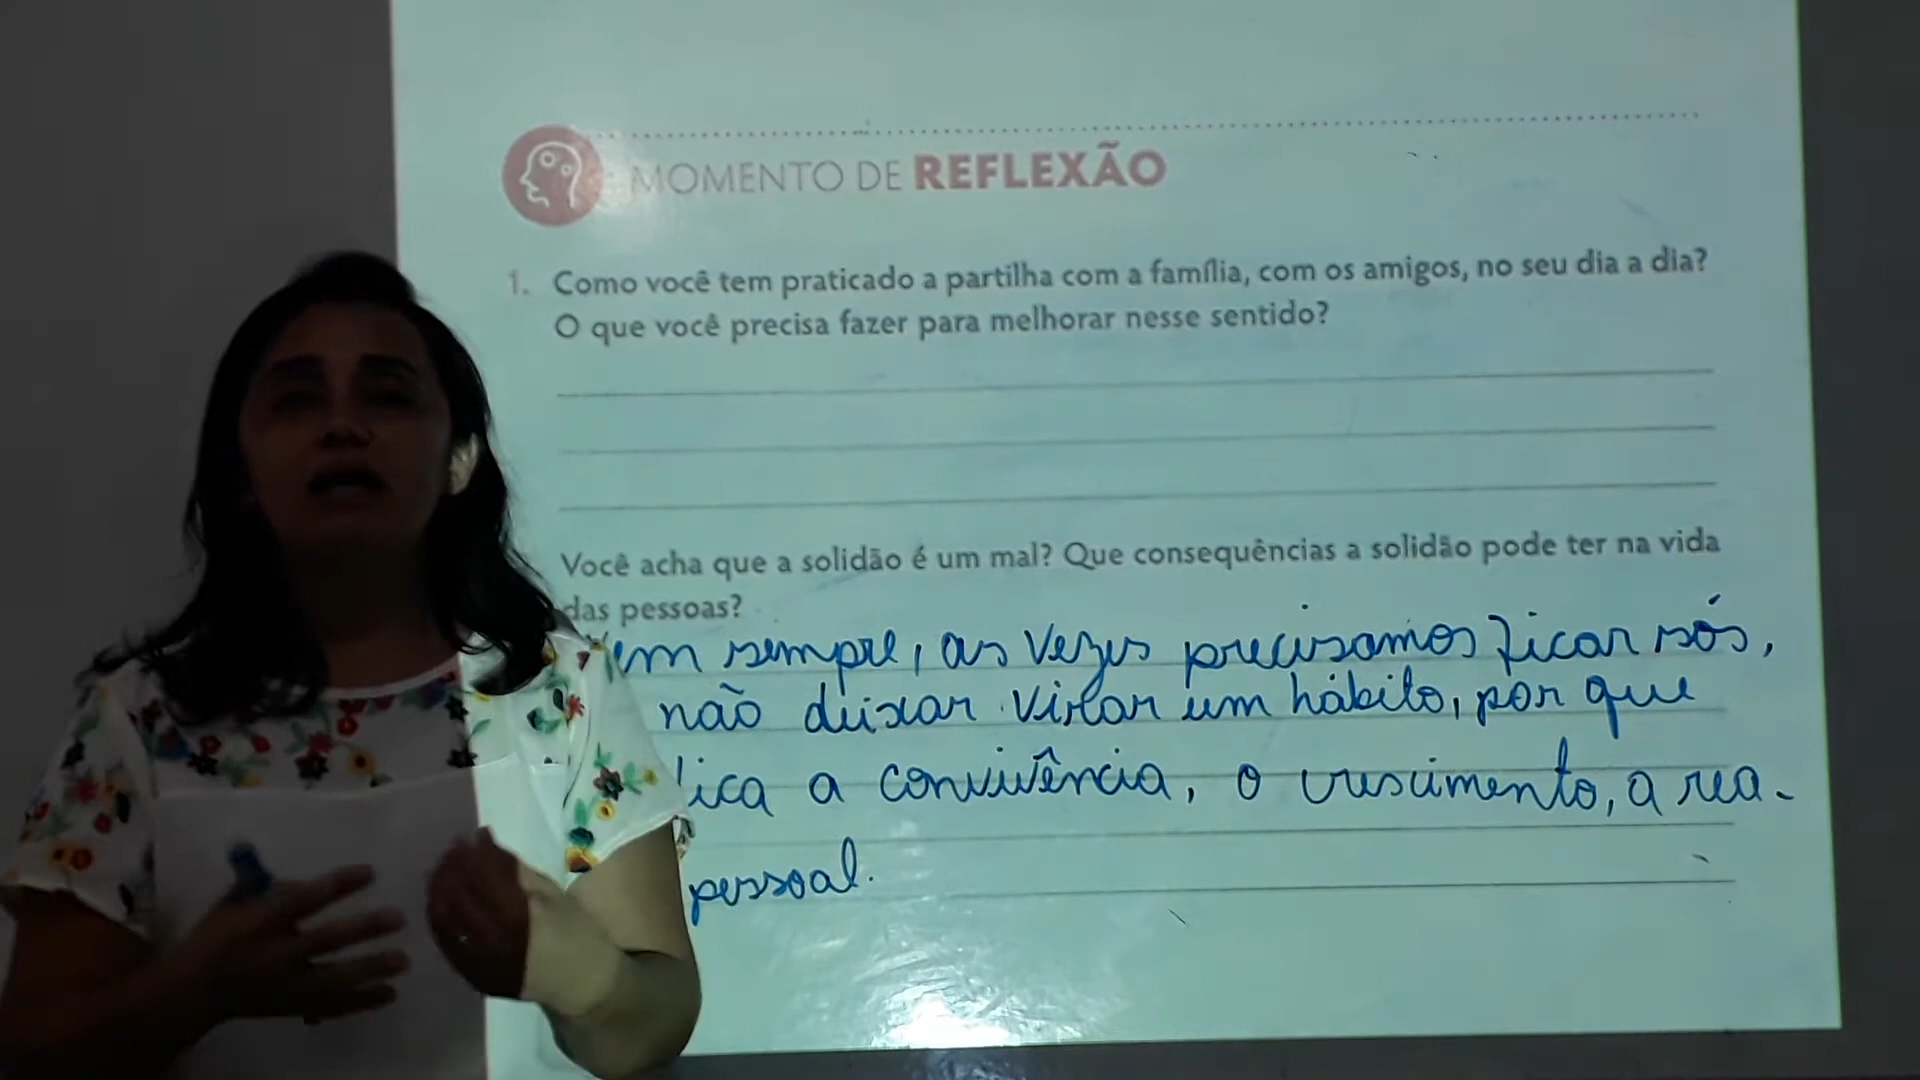 MOMENTO DE REFLEXÃO
1. Como você tem praticado a partilha com a família, com os amigos, no seu dia a dia?
O que você precisa fazer para melhorar nesse sentido?
Você acha que a solidão é um mal? Que consequências a solidão pode ter na vida
das pessoas?
sempre, as vezes precisamos ficar sós,
não deixar virar um hábito, por que
a convivência, o crescimento, a rea-
pessoal.